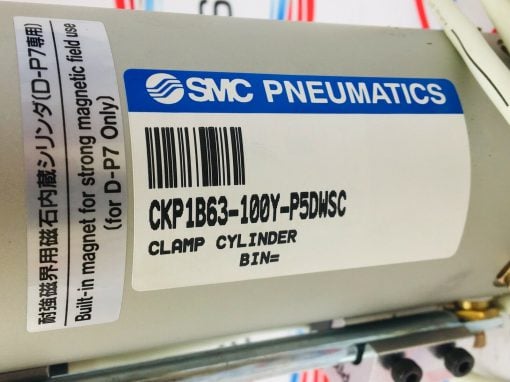 耐強磁界用磁石内蔵シリンダ(D-P7専用)
Built-in magnet for strong magnetic field use
(for D-P7 Only)
SMC PNEUMATICS
CKP1B63-100Y-P5DWSC
CLAMP CYLINDER
BIN=